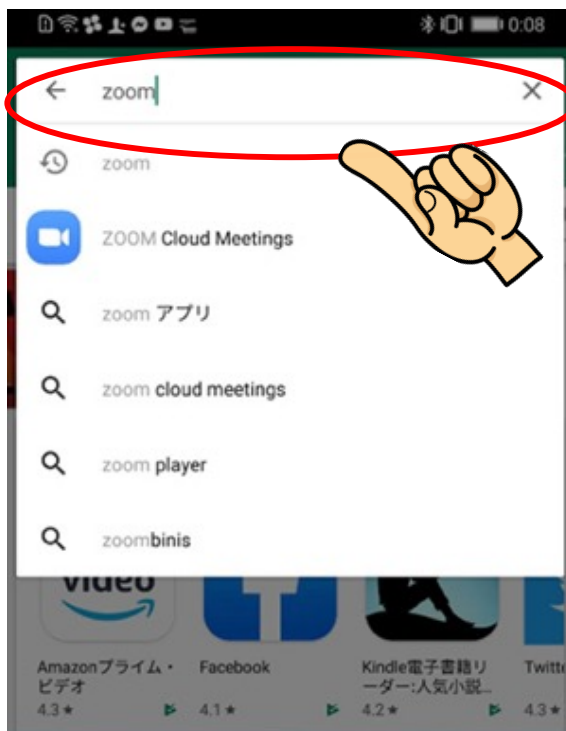 0:08
zoom
zoom
ZOOM Cloud Meetings
zoom アプリ
zoom cloud meetings
zoom player
zoombinis
video
Amazonプライム・ビデオ
4.3★
Facebook
4.1★
Kindle電子書籍リーダー:人気小説...
4.2★
4.3★